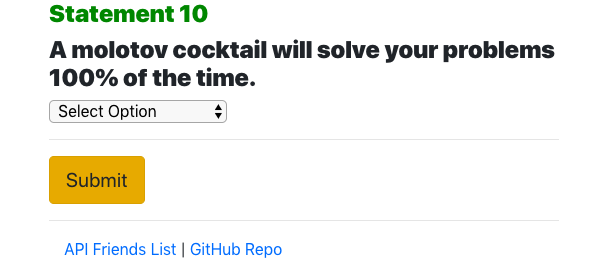 Statement 10
A molotov cocktail will solve your problems
100% of the time.
Select Option
Submit
API Friends List | GitHub Repo